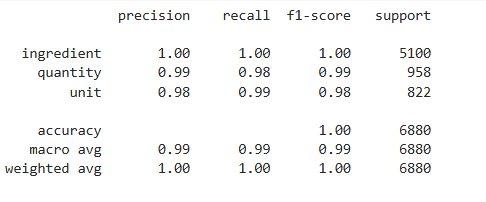 precision recall f1-score support
ingredient 1.00 1.00 1.00 5100
quantity 0.99 0.98 0.99 958
unit 0.98 0.99 0.98 822
accuracy 1.00 6880
macro avg 0.99 0.99 0.99 6880
weighted avg 1.00 1.00 1.00 6880